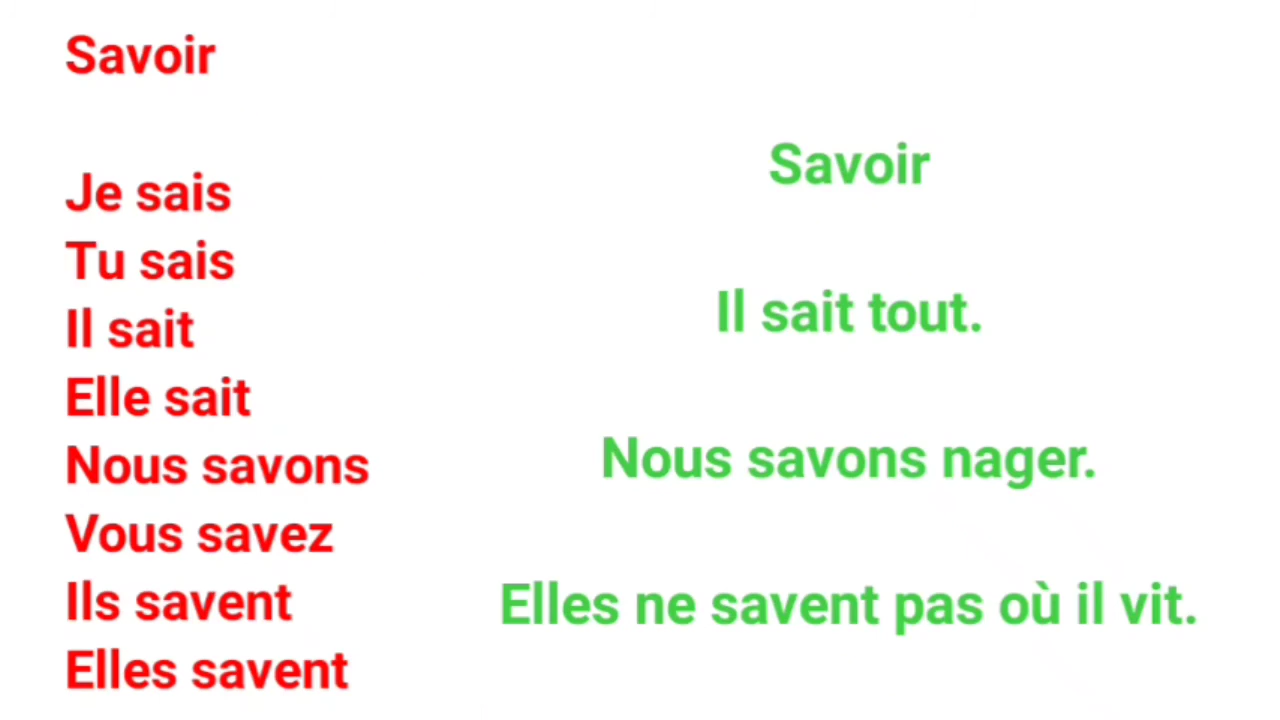 Savoir
Je sais
Tu sais
Il sait
Elle sait
Nous savons
Vous savez
Ils savent
Elles savent
Savoir
Il sait tout.
Nous savons nager.
Elles ne savent pas où il vit.